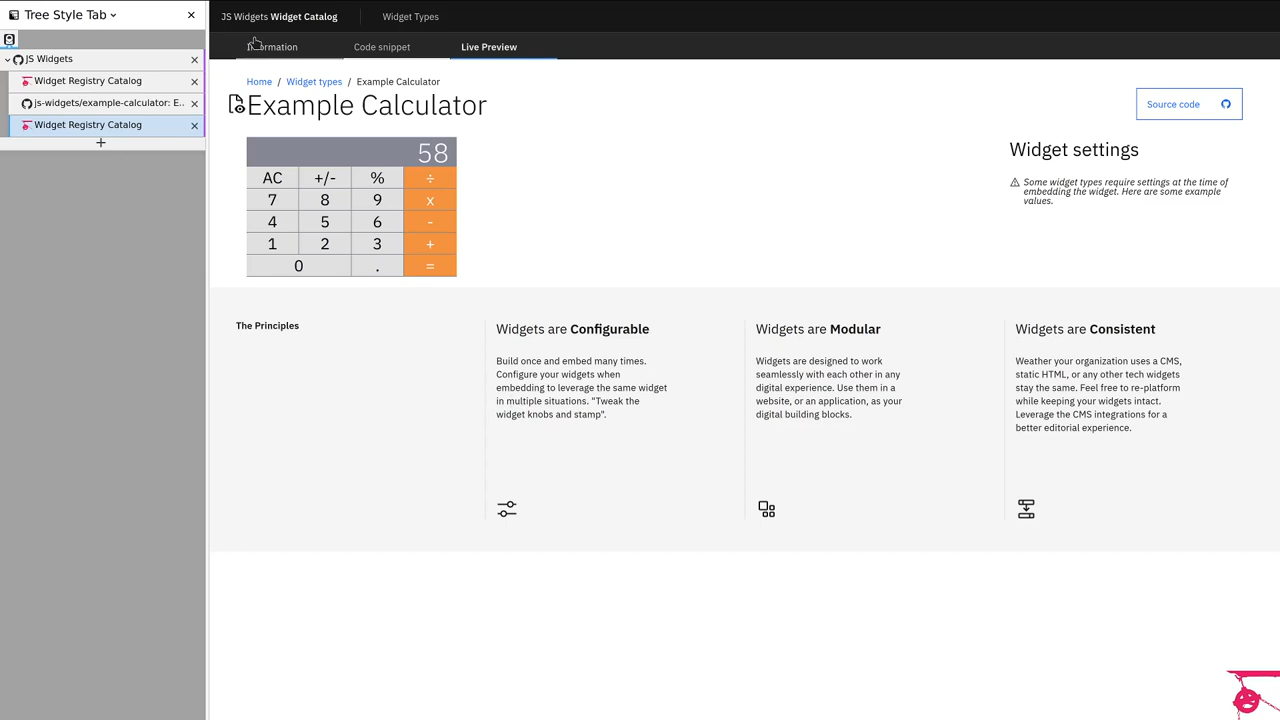 Tree Style Tab
JS Widgets Widget Catalog
Widget Types
Information
Code snippet
Live Preview
JS Widgets
Widget Registry Catalog
js-widgets/example-calculator: E..
Widget Registry Catalog
Home / Widget types / Example Calculator
Example Calculator
Source code
58
AC +/- % ÷
7 8 9 x
4 5 6 -
1 2 3 +
0 . =
Widget settings
Some widget types require settings at the time of
embedding the widget. Here are some example
values.
The Principles
Widgets are Configurable
Build once and embed many times.
Configure your widgets when
embedding to leverage the same widget
in multiple situations. "Tweak the
widget knobs and stamp".
Widgets are Modular
Widgets are designed to work
seamlessly with each other in any
digital experience. Use them in a
website, or an application, as your
digital building blocks.
Widgets are Consistent
Weather your organization uses a CMS,
static HTML, or any other tech widgets
stay the same. Feel free to re-platform
while keeping your widgets intact.
Leverage the CMS integrations for a
better editorial experience.